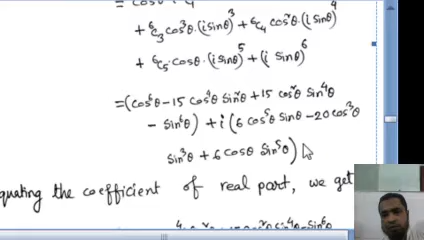 + ⁶C₃ cos³θ·(i sinθ)³ + ⁶C₄ cos²θ·(i sinθ)⁴
+ ⁶C₅·cosθ·(i sinθ)⁵ + (i sinθ)⁶
= (cos⁶θ - 15 cos⁴θ sin²θ + 15 cos²θ sin⁴θ
- sin⁶θ) + i (6 cos⁵θ sinθ - 20 cos³θ
sin³θ + 6 cosθ sin⁵θ)
quating the coefficient of real part, we get